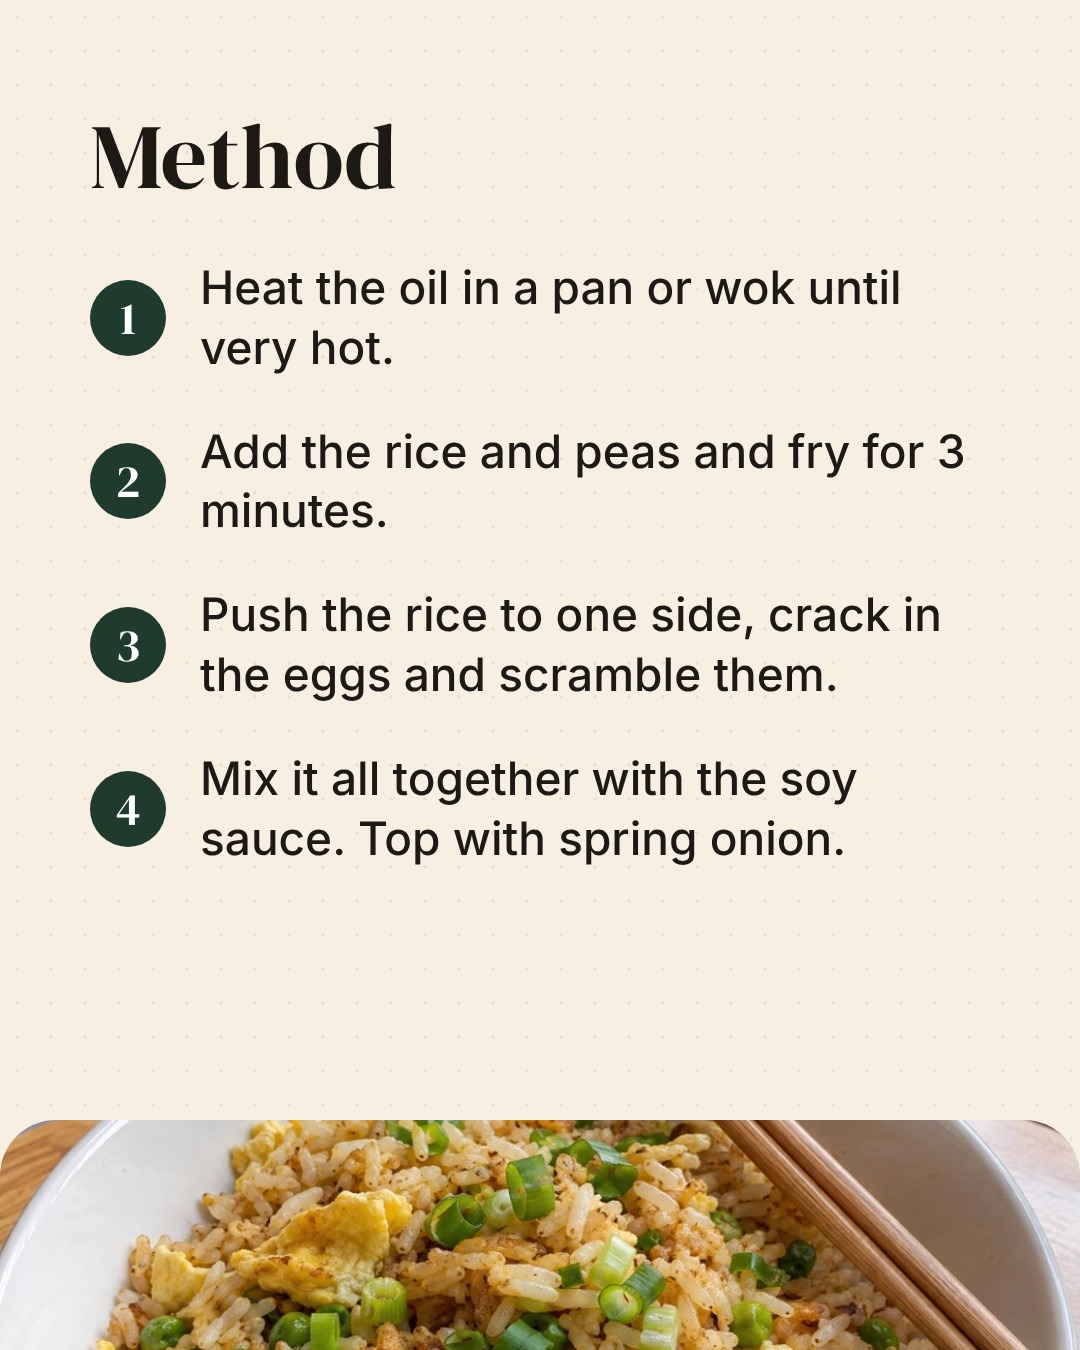 Method
1 Heat the oil in a pan or wok until
very hot.
2 Add the rice and peas and fry for 3
minutes.
3 Push the rice to one side, crack in
the eggs and scramble them.
4 Mix it all together with the soy
sauce. Top with spring onion.